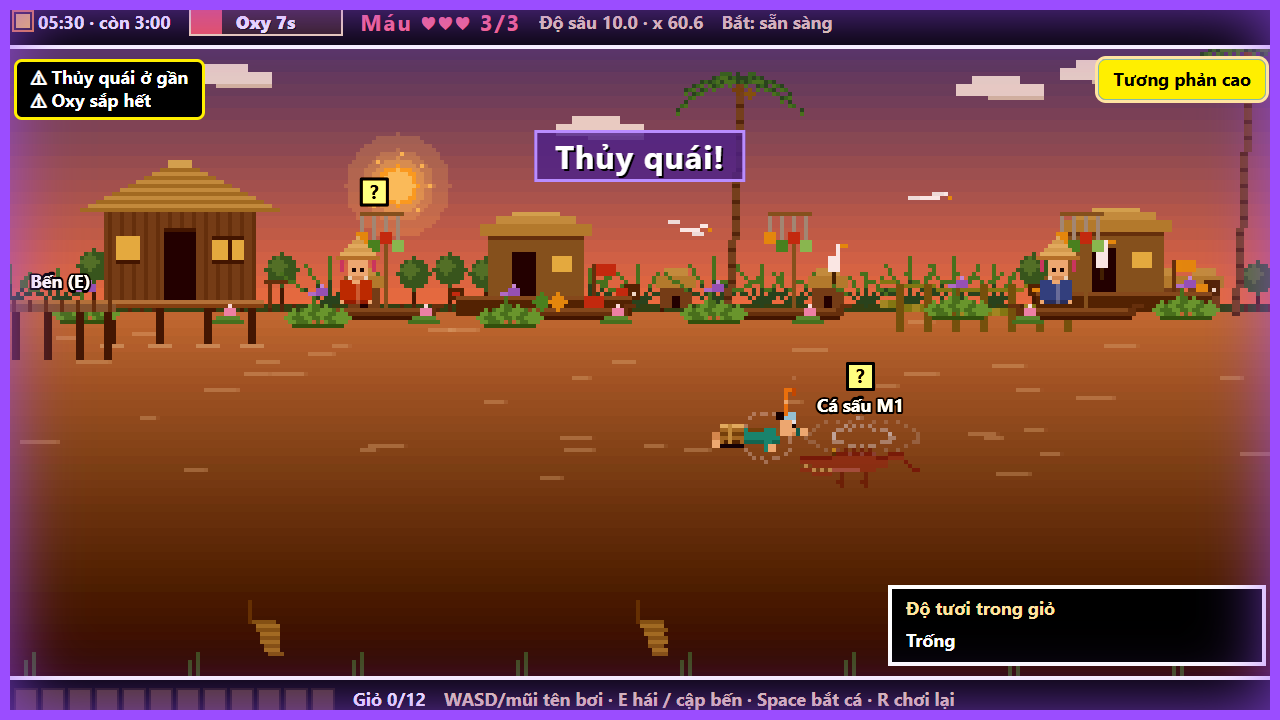 05:30 · còn 3:00 Oxy 7s Máu ♥♥♥ 3/3 Độ sâu 10.0 · x 60.6 Bắt: sẵn sàng
⚠ Thủy quái ở gần
⚠ Oxy sắp hết
Tương phản cao
Thủy quái!
?
Bến (E)
?
Cá sấu M1
Độ tươi trong giỏ
Trống
Giỏ 0/12 WASD/mũi tên bơi · E hái / cập bến · Space bắt cá · R chơi lại